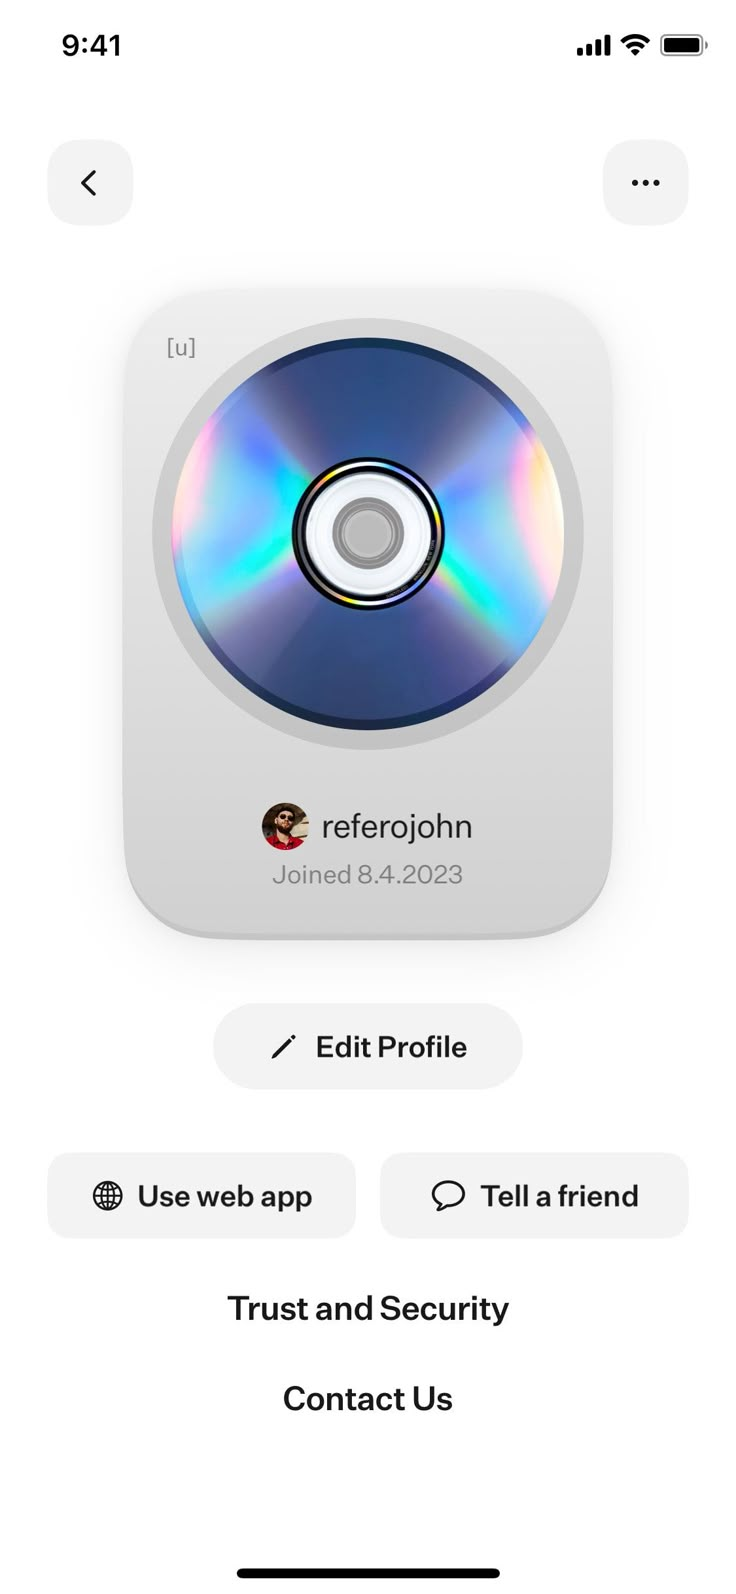 9:41
[u]
referojohn
Joined 8.4.2023
Edit Profile
Use web app
Tell a friend
Trust and Security
Contact Us